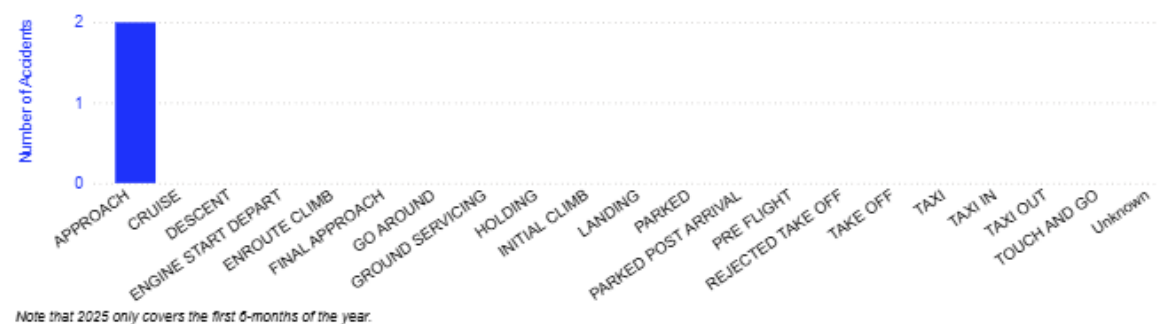 Number of Accidents
2
1
0
APPROACH
CRUISE
DESCENT
ENGINE START DEPART
ENROUTE CLIMB
FINAL APPROACH
GO AROUND
GROUND SERVICING
HOLDING
INITIAL CLIMB
LANDING
PARKED
PARKED POST ARRIVAL
PRE FLIGHT
REJECTED TAKE OFF
TAKE OFF
TAXI
TAXI IN
TAXI OUT
TOUCH AND GO
Unknown
Note that 2025 only covers the first 6-months of the year.